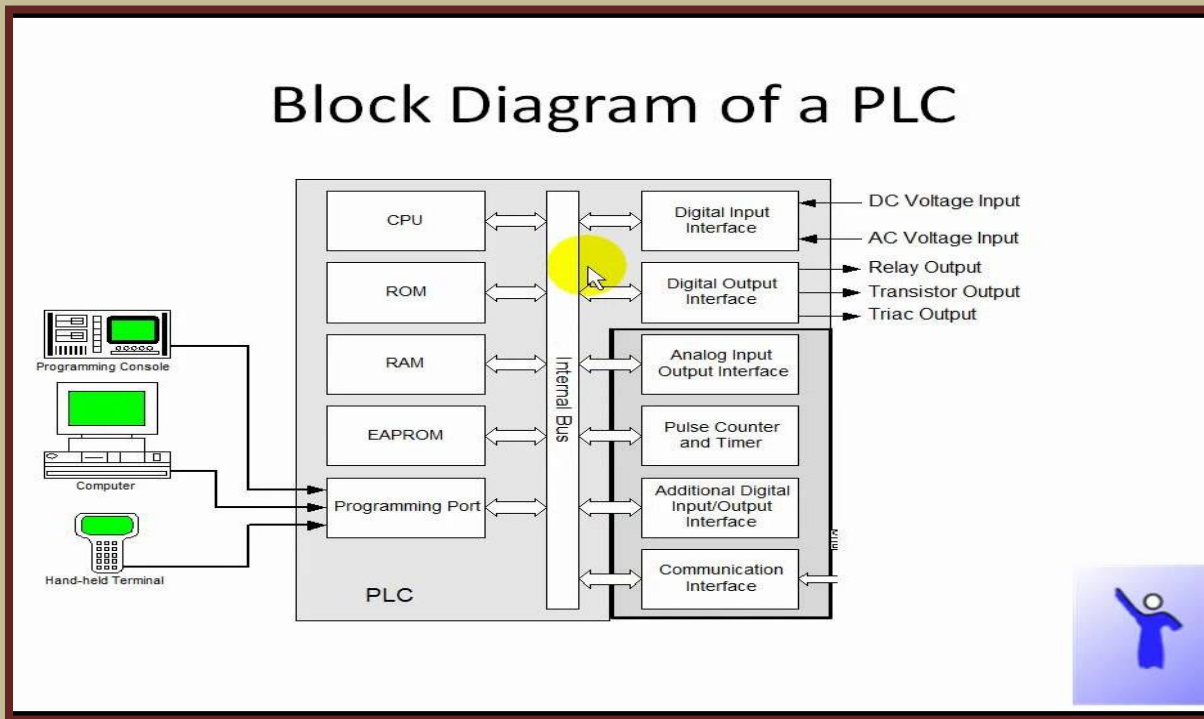 Block Diagram of a PLC
CPU
ROM
RAM
EAPROM
Programming Port
PLC
Internal Bus
Digital Input
Interface
Digital Output
Interface
Analog Input
Output Interface
Pulse Counter
and Timer
Additional Digital
Input/Output
Interface
Communication
Interface
DC Voltage Input
AC Voltage Input
Relay Output
Transistor Output
Triac Output
Programming Console
Computer
Hand-held Terminal